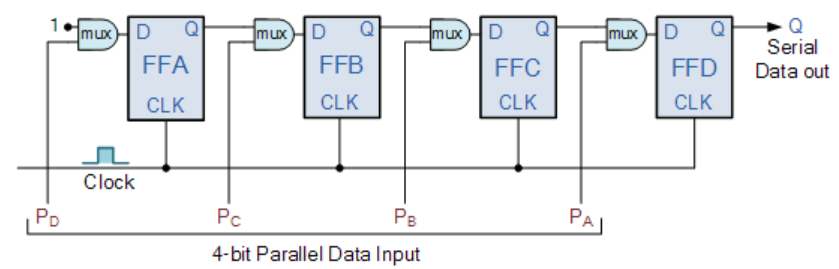 1
mux D Q mux D Q mux D Q mux D Q Q
FFA FFB FFC FFD
Serial
Data out
CLK CLK CLK CLK
Clock
PD PC PB PA
4-bit Parallel Data Input